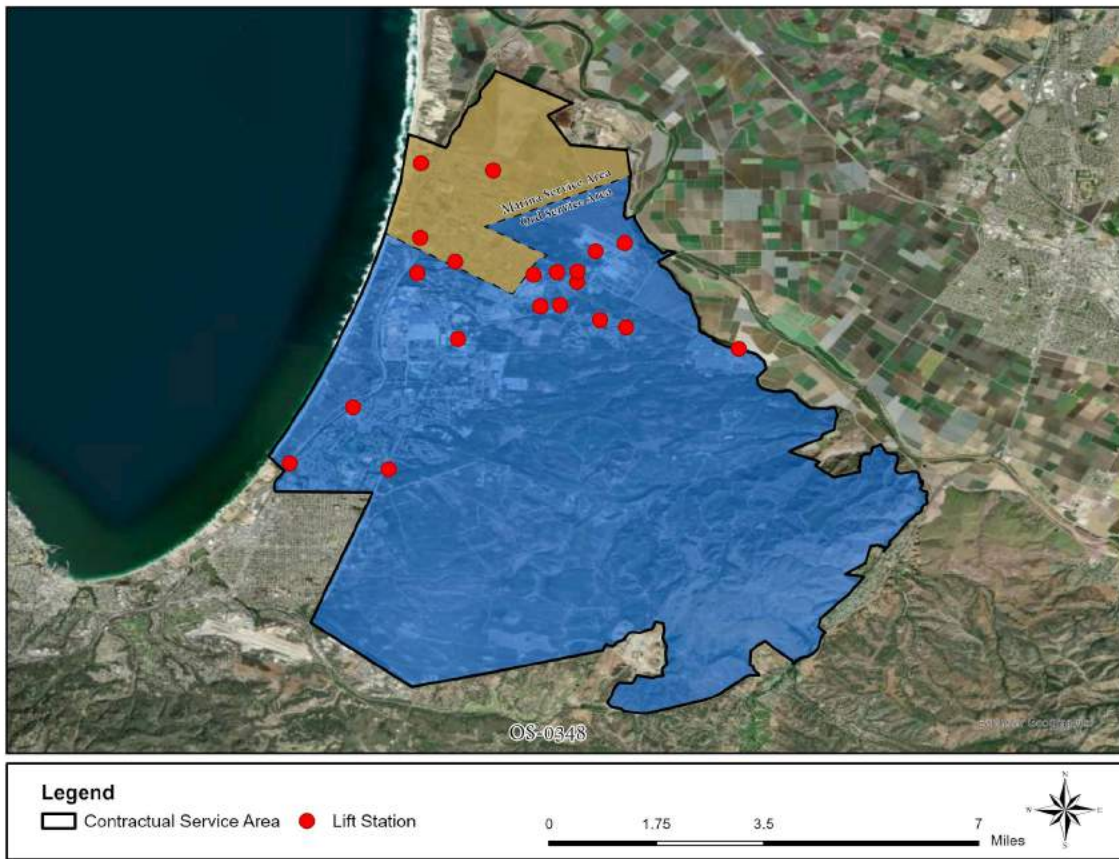 Marina Service Area
Ord Service Area
OS-0348
Legend
Contractual Service Area
Lift Station
0
1.75
3.5
7
Miles
N
W
E
S